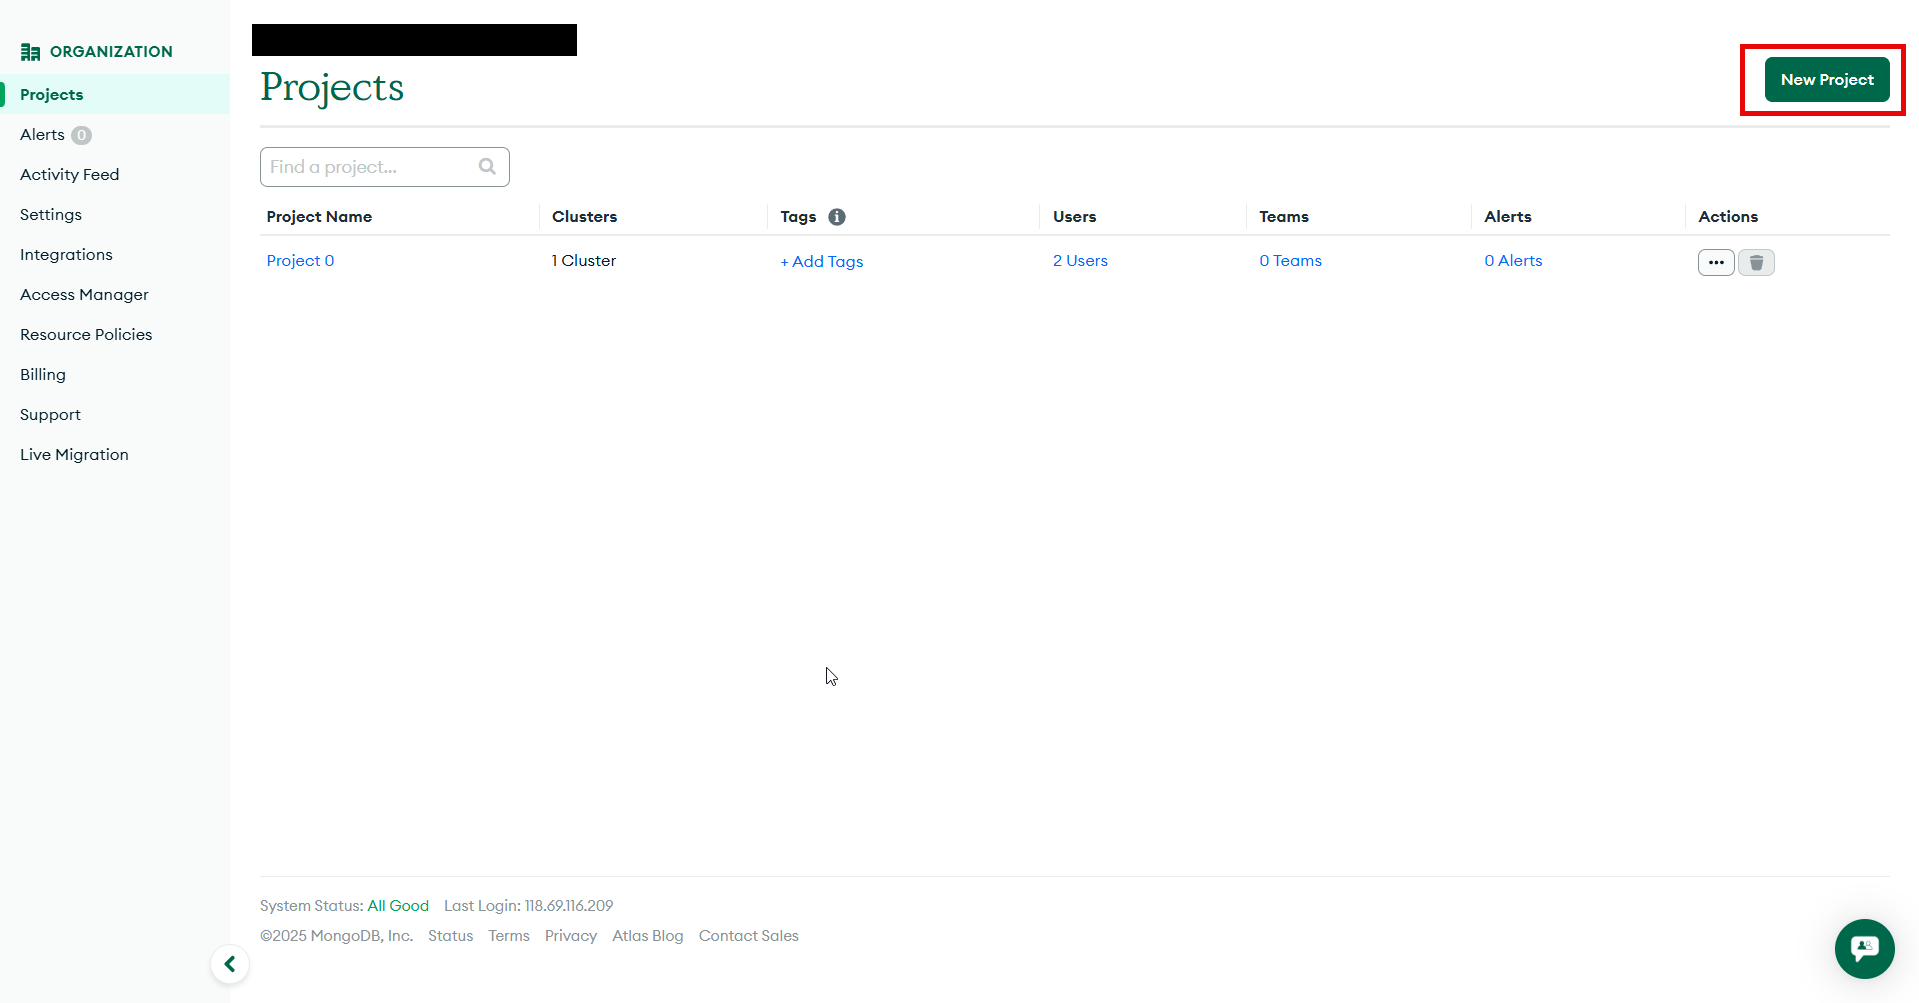 ORGANIZATION
Projects
Alerts 0
Activity Feed
Settings
Integrations
Access Manager
Resource Policies
Billing
Support
Live Migration
Projects
New Project
Find a project...
Project Name Clusters Tags Users Teams Alerts Actions
Project 0 1 Cluster + Add Tags 2 Users 0 Teams 0 Alerts
System Status: All Good Last Login: 118.69.116.209
©2025 MongoDB, Inc. Status Terms Privacy Atlas Blog Contact Sales